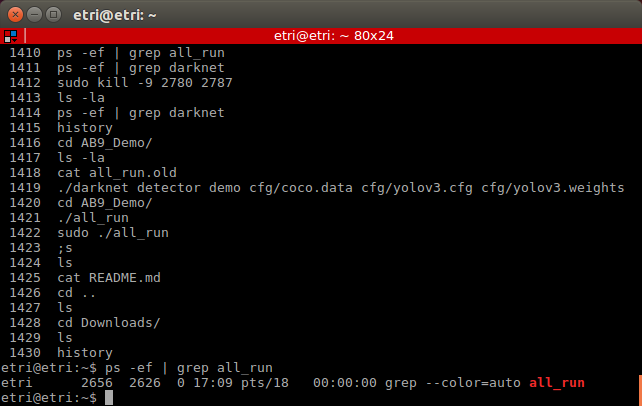 etri@etri: ~
etri@etri: ~ 80x24
1410  ps -ef | grep all_run
1411  ps -ef | grep darknet
1412  sudo kill -9 2780 2787
1413  ls -la
1414  ps -ef | grep darknet
1415  history
1416  cd AB9_Demo/
1417  ls -la
1418  cat all_run.old
1419  ./darknet detector demo cfg/coco.data cfg/yolov3.cfg cfg/yolov3.weights
1420  cd AB9_Demo/
1421  ./all_run
1422  sudo ./all_run
1423  ;s
1424  ls
1425  cat README.md
1426  cd ..
1427  ls
1428  cd Downloads/
1429  ls
1430  history
etri@etri:~$ ps -ef | grep all_run
etri      2656  2626  0 17:09 pts/18   00:00:00 grep --color=auto all_run
etri@etri:~$